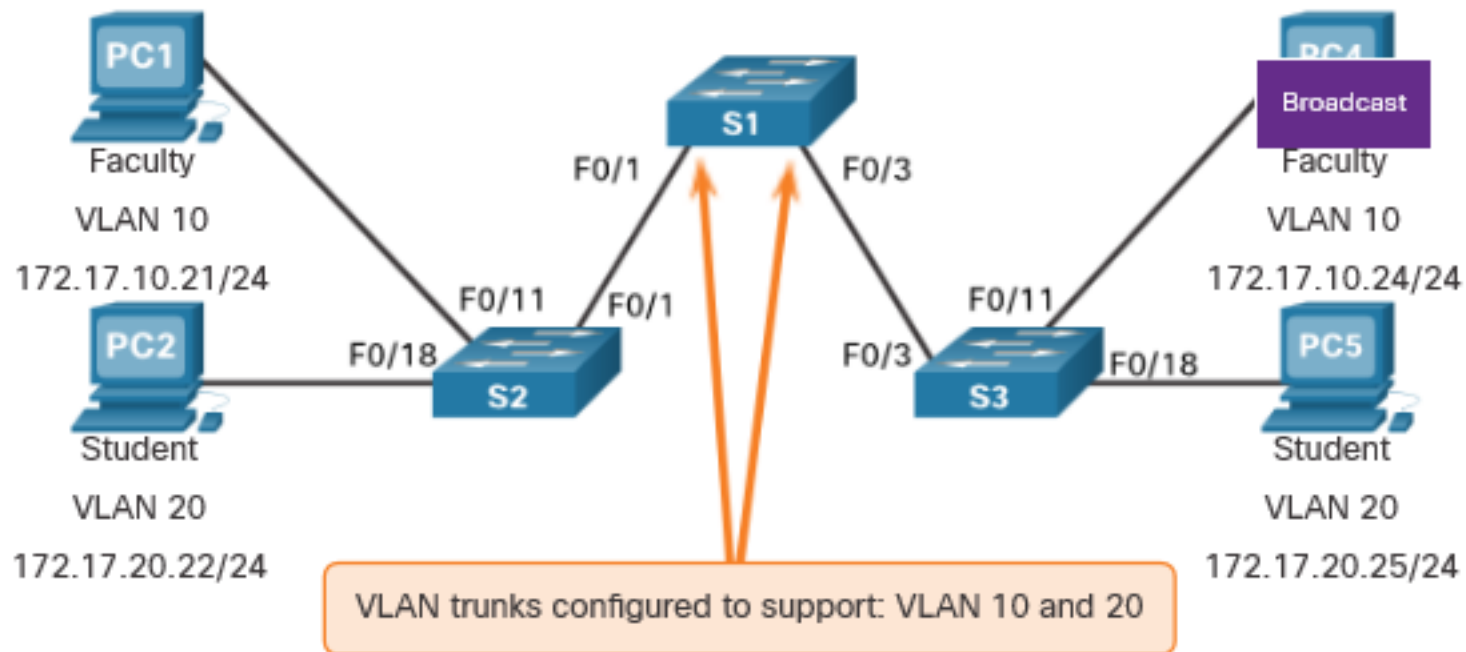 PC1
Faculty
VLAN 10
172.17.10.21/24
PC2
Student
VLAN 20
172.17.20.22/24
F0/18
F0/11
S2
F0/1
F0/1
S1
F0/3
F0/3
S3
F0/11
F0/18
PC4
Broadcast
Faculty
VLAN 10
172.17.10.24/24
PC5
Student
VLAN 20
172.17.20.25/24
VLAN trunks configured to support: VLAN 10 and 20